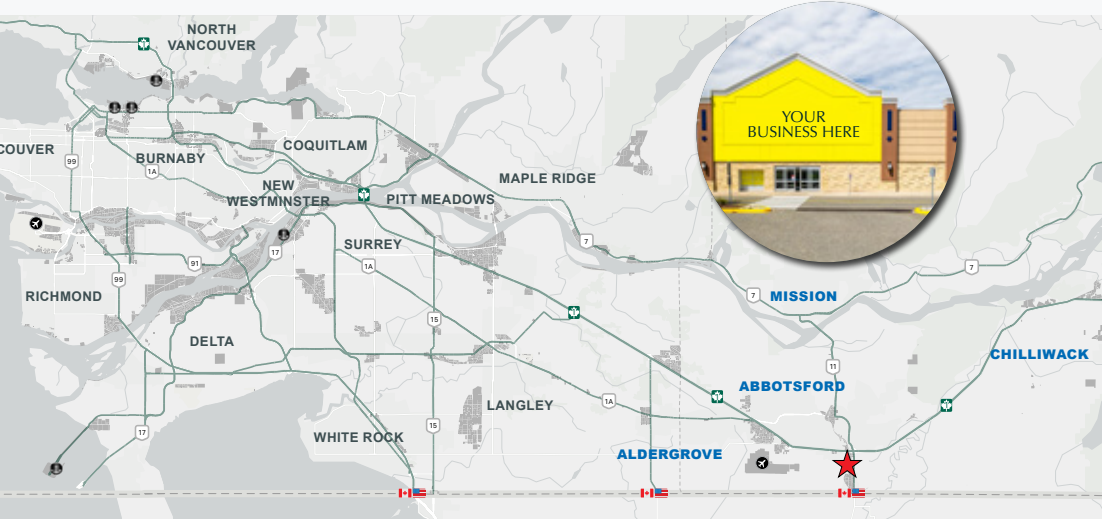 NORTH
VANCOUVER
YOUR
BUSINESS HERE
COUVER
99
BURNABY
1A
COQUITLAM
NEW
WESTMINSTER
PITT MEADOWS
MAPLE RIDGE
SURREY
7
17
91
1A
99
RICHMOND
7
7
MISSION
15
DELTA
CHILLIWACK
11
ABBOTSFORD
LANGLEY
1A
15
17
WHITE ROCK
ALDERGROVE